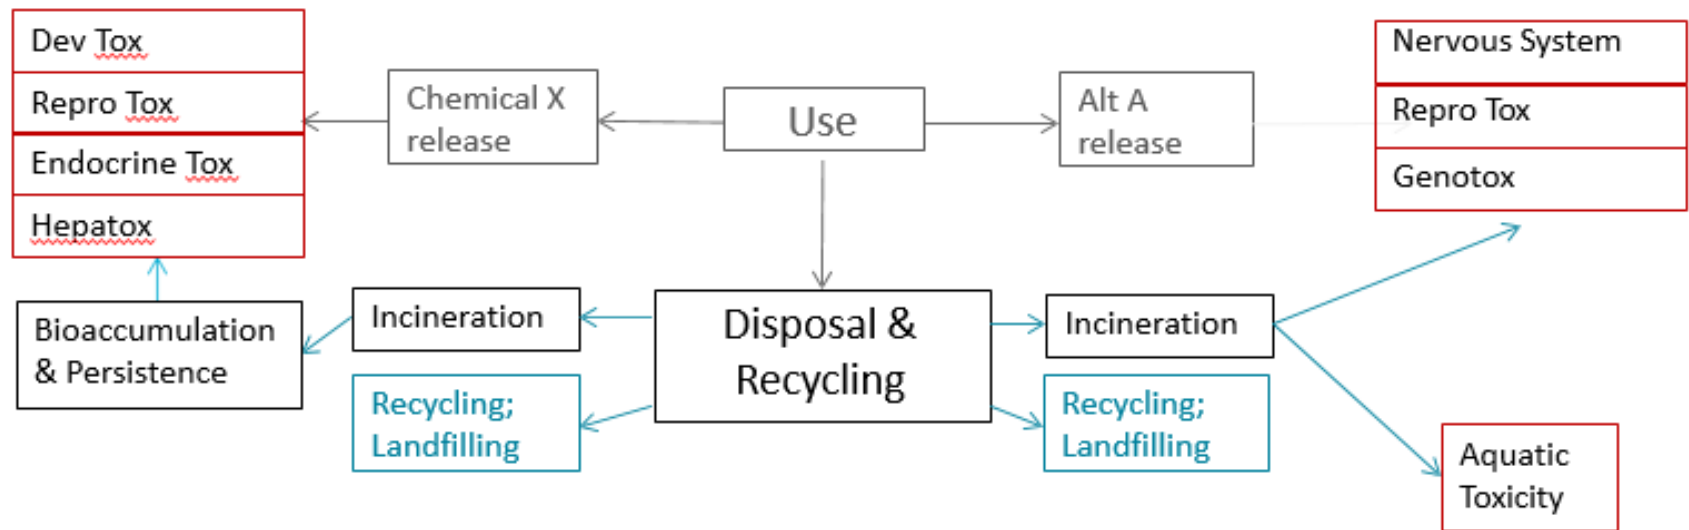 Dev Tox
Repro Tox
Endocrine Tox
Hepatox
Chemical X
release
Use
Alt A
release
Nervous System
Repro Tox
Genotox
Bioaccumulation
& Persistence
Incineration
Recycling;
Landfilling
Disposal &
Recycling
Incineration
Recycling;
Landfilling
Aquatic
Toxicity